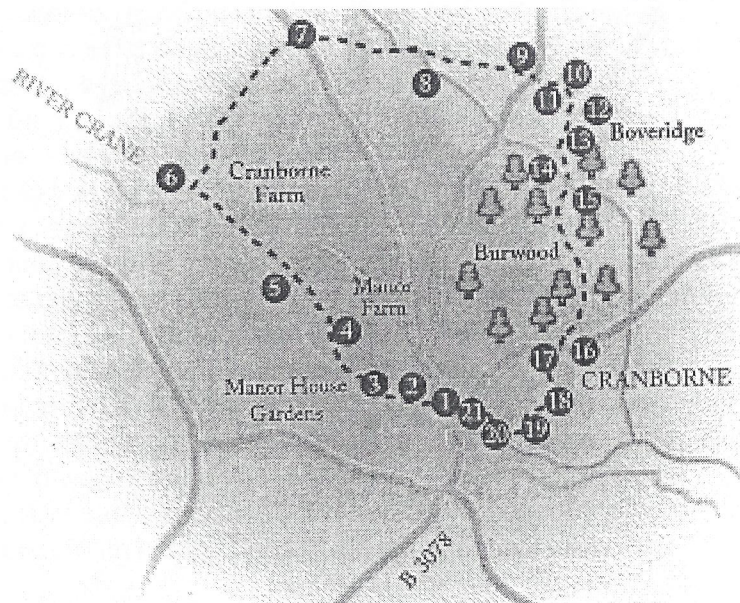 7
9
10
8
11
12
RIVER CRANE
13
Boveridge
14
6
Cranborne
Farm
15
Burwood
5
Manor
Farm
4
16
17
3
2
Manor House
Gardens
1
CRANBORNE
18
21
20
19
B 3078